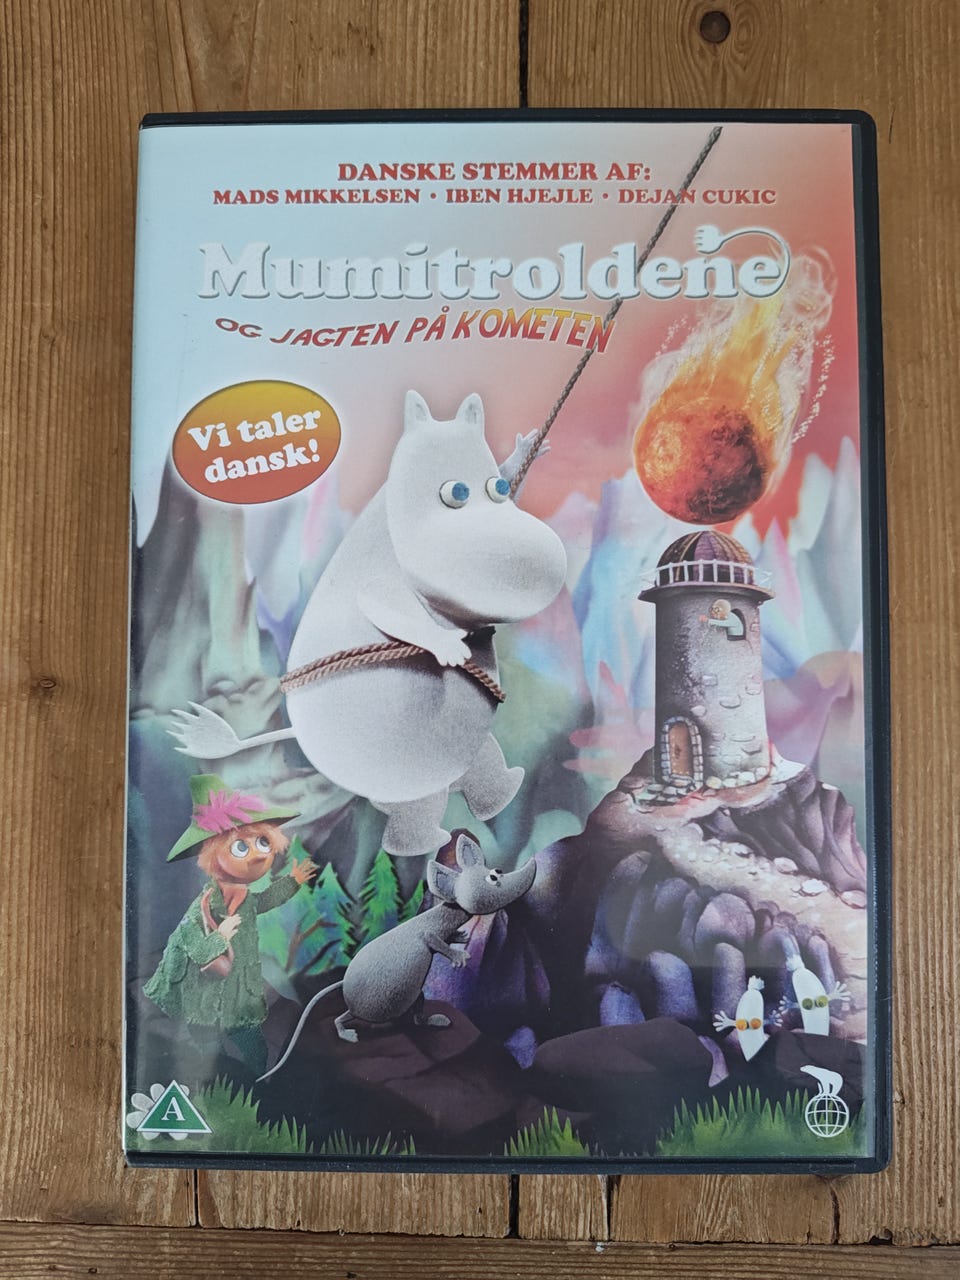 DANSKE STEMMER AF:
MADS MIKKELSEN · IBEN HJEJLE · DEJAN CUKIC
Mumitroldene
OG JAGTEN PÅ KOMETEN
Vi taler
dansk!
A